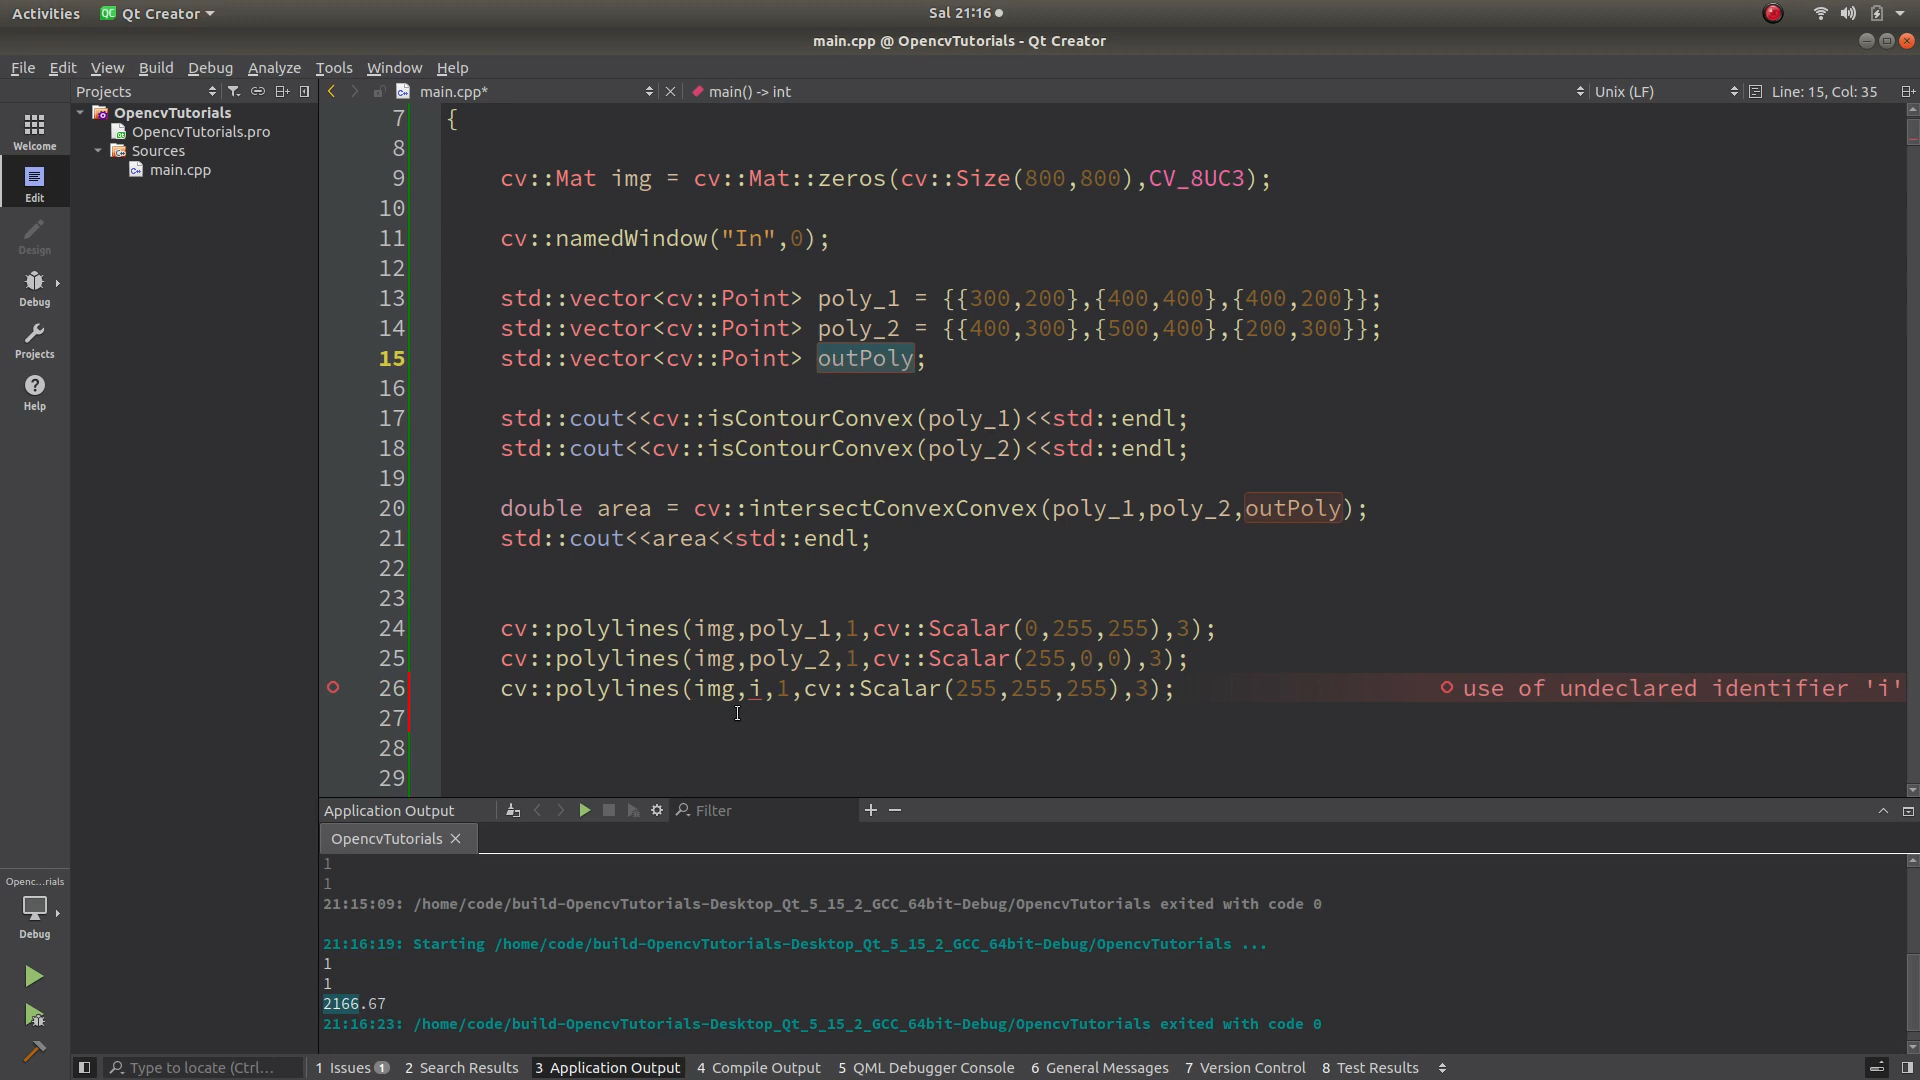 Activities Qt Creator Sal 21:16
main.cpp @ OpencvTutorials - Qt Creator
File Edit View Build Debug Analyze Tools Window Help
Projects main.cpp* main() -> int Unix (LF) Line: 15, Col: 35
OpencvTutorials
OpencvTutorials.pro
Sources
main.cpp
Welcome
Edit
Design
Debug
Projects
Help
7 {
8
9 cv::Mat img = cv::Mat::zeros(cv::Size(800,800),CV_8UC3);
10
11 cv::namedWindow("In",0);
12
13 std::vector<cv::Point> poly_1 = {{300,200},{400,400},{400,200}};
14 std::vector<cv::Point> poly_2 = {{400,300},{500,400},{200,300}};
15 std::vector<cv::Point> outPoly;
16
17 std::cout<<cv::isContourConvex(poly_1)<<std::endl;
18 std::cout<<cv::isContourConvex(poly_2)<<std::endl;
19
20 double area = cv::intersectConvexConvex(poly_1,poly_2,outPoly);
21 std::cout<<area<<std::endl;
22
23
24 cv::polylines(img,poly_1,1,cv::Scalar(0,255,255),3);
25 cv::polylines(img,poly_2,1,cv::Scalar(255,0,0),3);
26 cv::polylines(img,i,1,cv::Scalar(255,255,255),3); use of undeclared identifier 'i'
27
28
29
Application Output Filter
OpencvTutorials
1
1
21:15:09: /home/code/build-OpencvTutorials-Desktop_Qt_5_15_2_GCC_64bit-Debug/OpencvTutorials exited with code 0
21:16:19: Starting /home/code/build-OpencvTutorials-Desktop_Qt_5_15_2_GCC_64bit-Debug/OpencvTutorials ...
1
1
2166.67
21:16:23: /home/code/build-OpencvTutorials-Desktop_Qt_5_15_2_GCC_64bit-Debug/OpencvTutorials exited with code 0
Openc...rials
Debug
Type to locate (Ctrl... 1 Issues 1 2 Search Results 3 Application Output 4 Compile Output 5 QML Debugger Console 6 General Messages 7 Version Control 8 Test Results